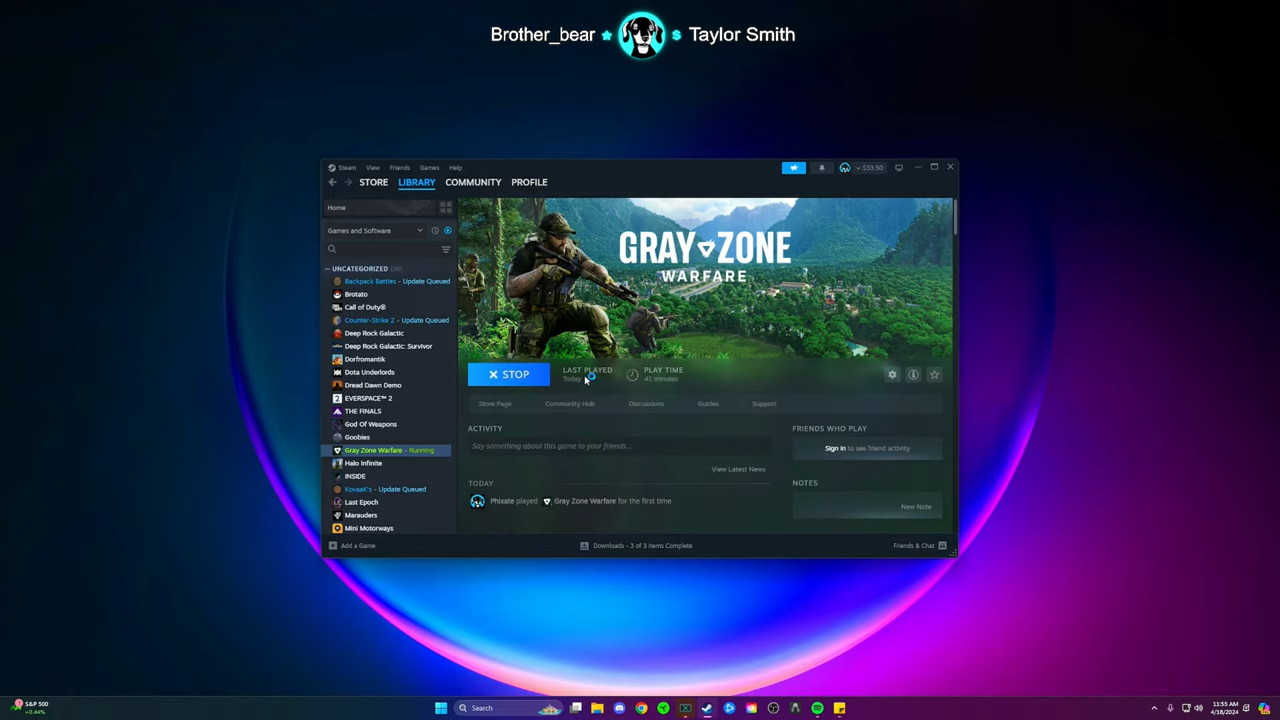 Brother_bear $ Taylor Smith
Steam View Friends Games Help $33.50
STORE LIBRARY COMMUNITY PROFILE
Home
Games and Software
UNCATEGORIZED
Backpack Battles - Update Queued
Brotato
Call of Duty®
Counter-Strike 2 - Update Queued
Deep Rock Galactic
Deep Rock Galactic: Survivor
Dorfromantik
Dota Underlords
Dread Dawn Demo
EVERSPACE™ 2
THE FINALS
God Of Weapons
Goobies
Gray Zone Warfare - Running
Halo Infinite
INSIDE
KovaaK's - Update Queued
Last Epoch
Marauders
Mini Motorways
GRAY ZONE
WARFARE
STOP
LAST PLAYED
Today
PLAY TIME
41 minutes
Store Page Community Hub Discussions Guides Support
ACTIVITY
Say something about this game to your friends...
View Latest News
TODAY
Phixate played Gray Zone Warfare for the first time
FRIENDS WHO PLAY
Sign in to see friend activity
NOTES
New Note
Add a Game Downloads - 3 of 3 Items Complete Friends & Chat
S&P 500
+0.44%
Search
11:55 AM
4/18/2024